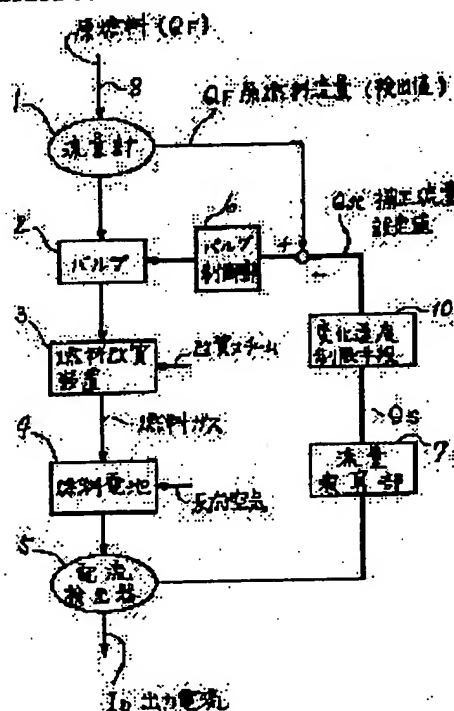 原燃料 (QF)
8
1
流量計
QF 原燃料流量 (検出値)
6
QSC 補正流量
設定値
2
バルブ
バルブ
制御部
+
−
10
変化速度
制限手段
3
燃料改質
装置
改質スチーム
QS
燃料ガス
4
7
流量
演算部
燃料電池
反応空気
5
電流
検出器
ID 出力電流